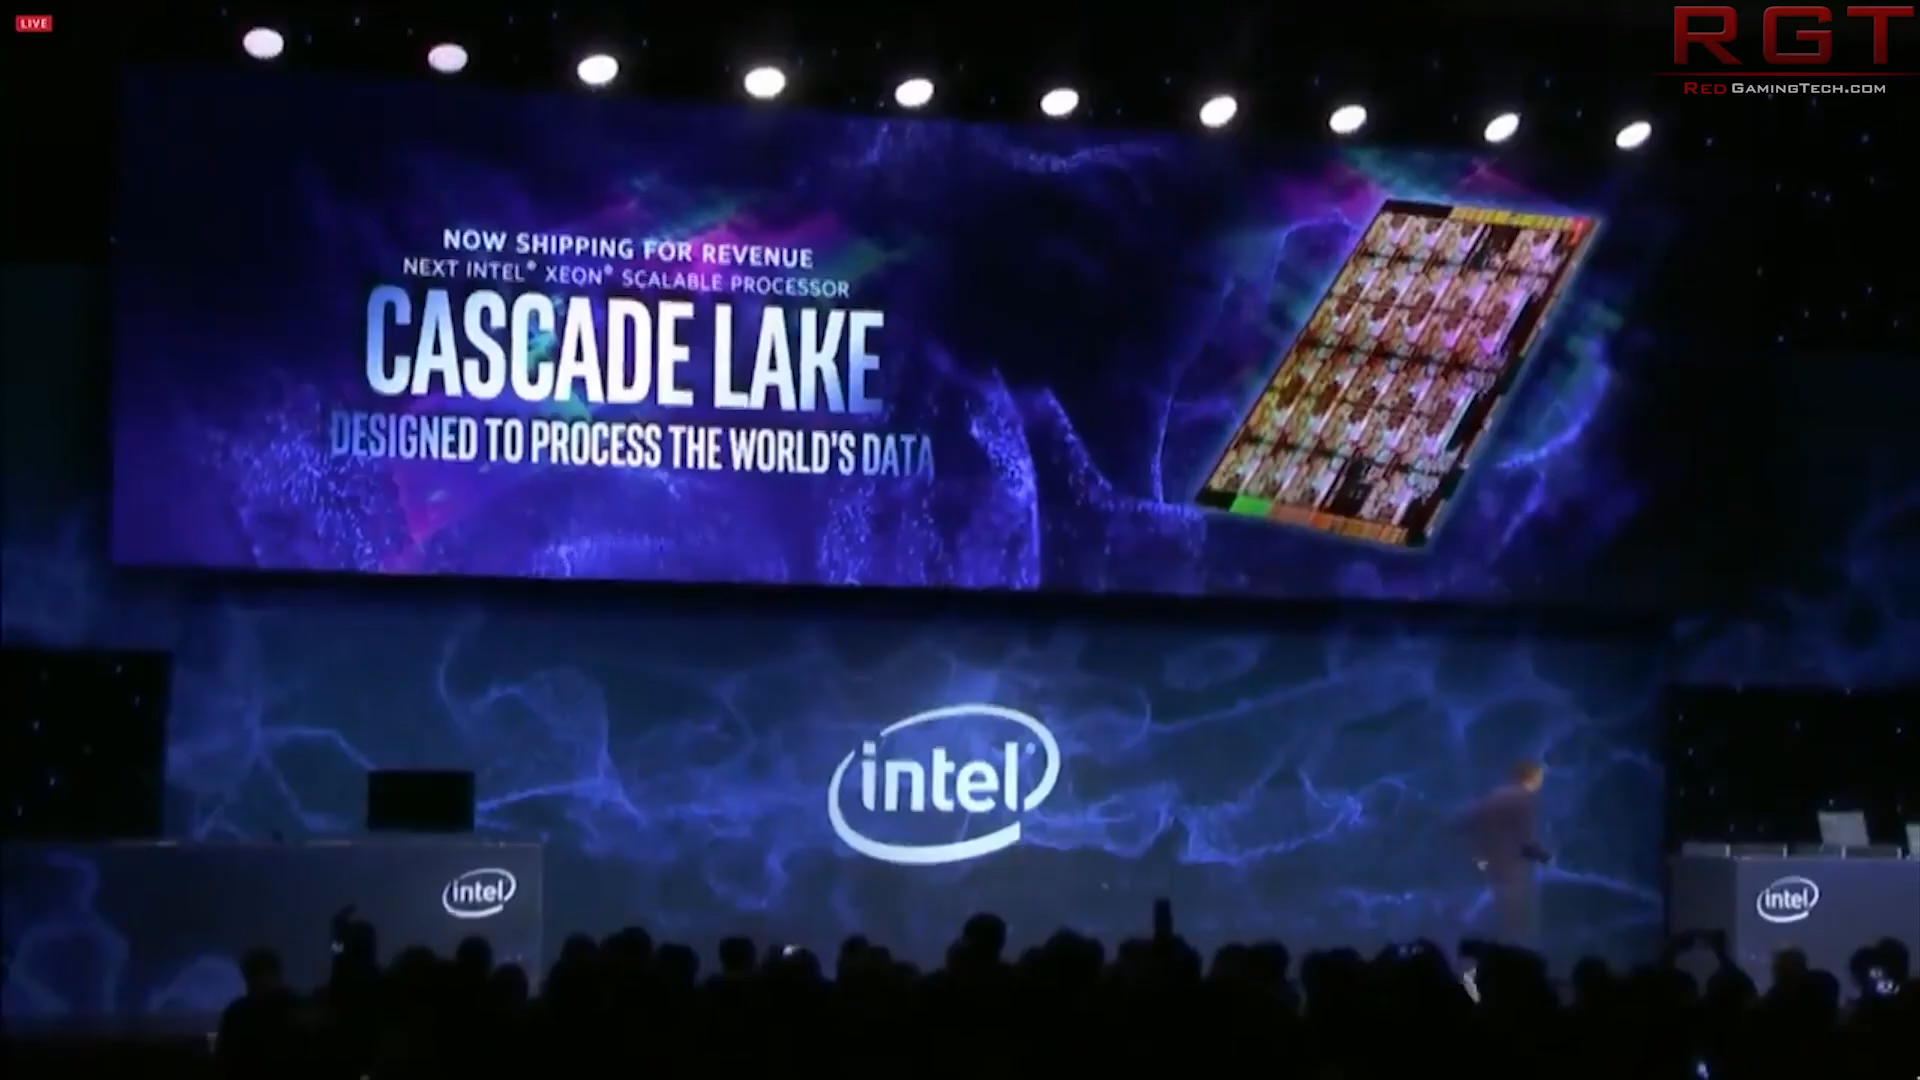 LIVE
RGT
REDGAMINGTECH.COM
NOW SHIPPING FOR REVENUE
NEXT INTEL® XEON® SCALABLE PROCESSOR
CASCADE LAKE
DESIGNED TO PROCESS THE WORLD'S DATA
intel®
intel
intel